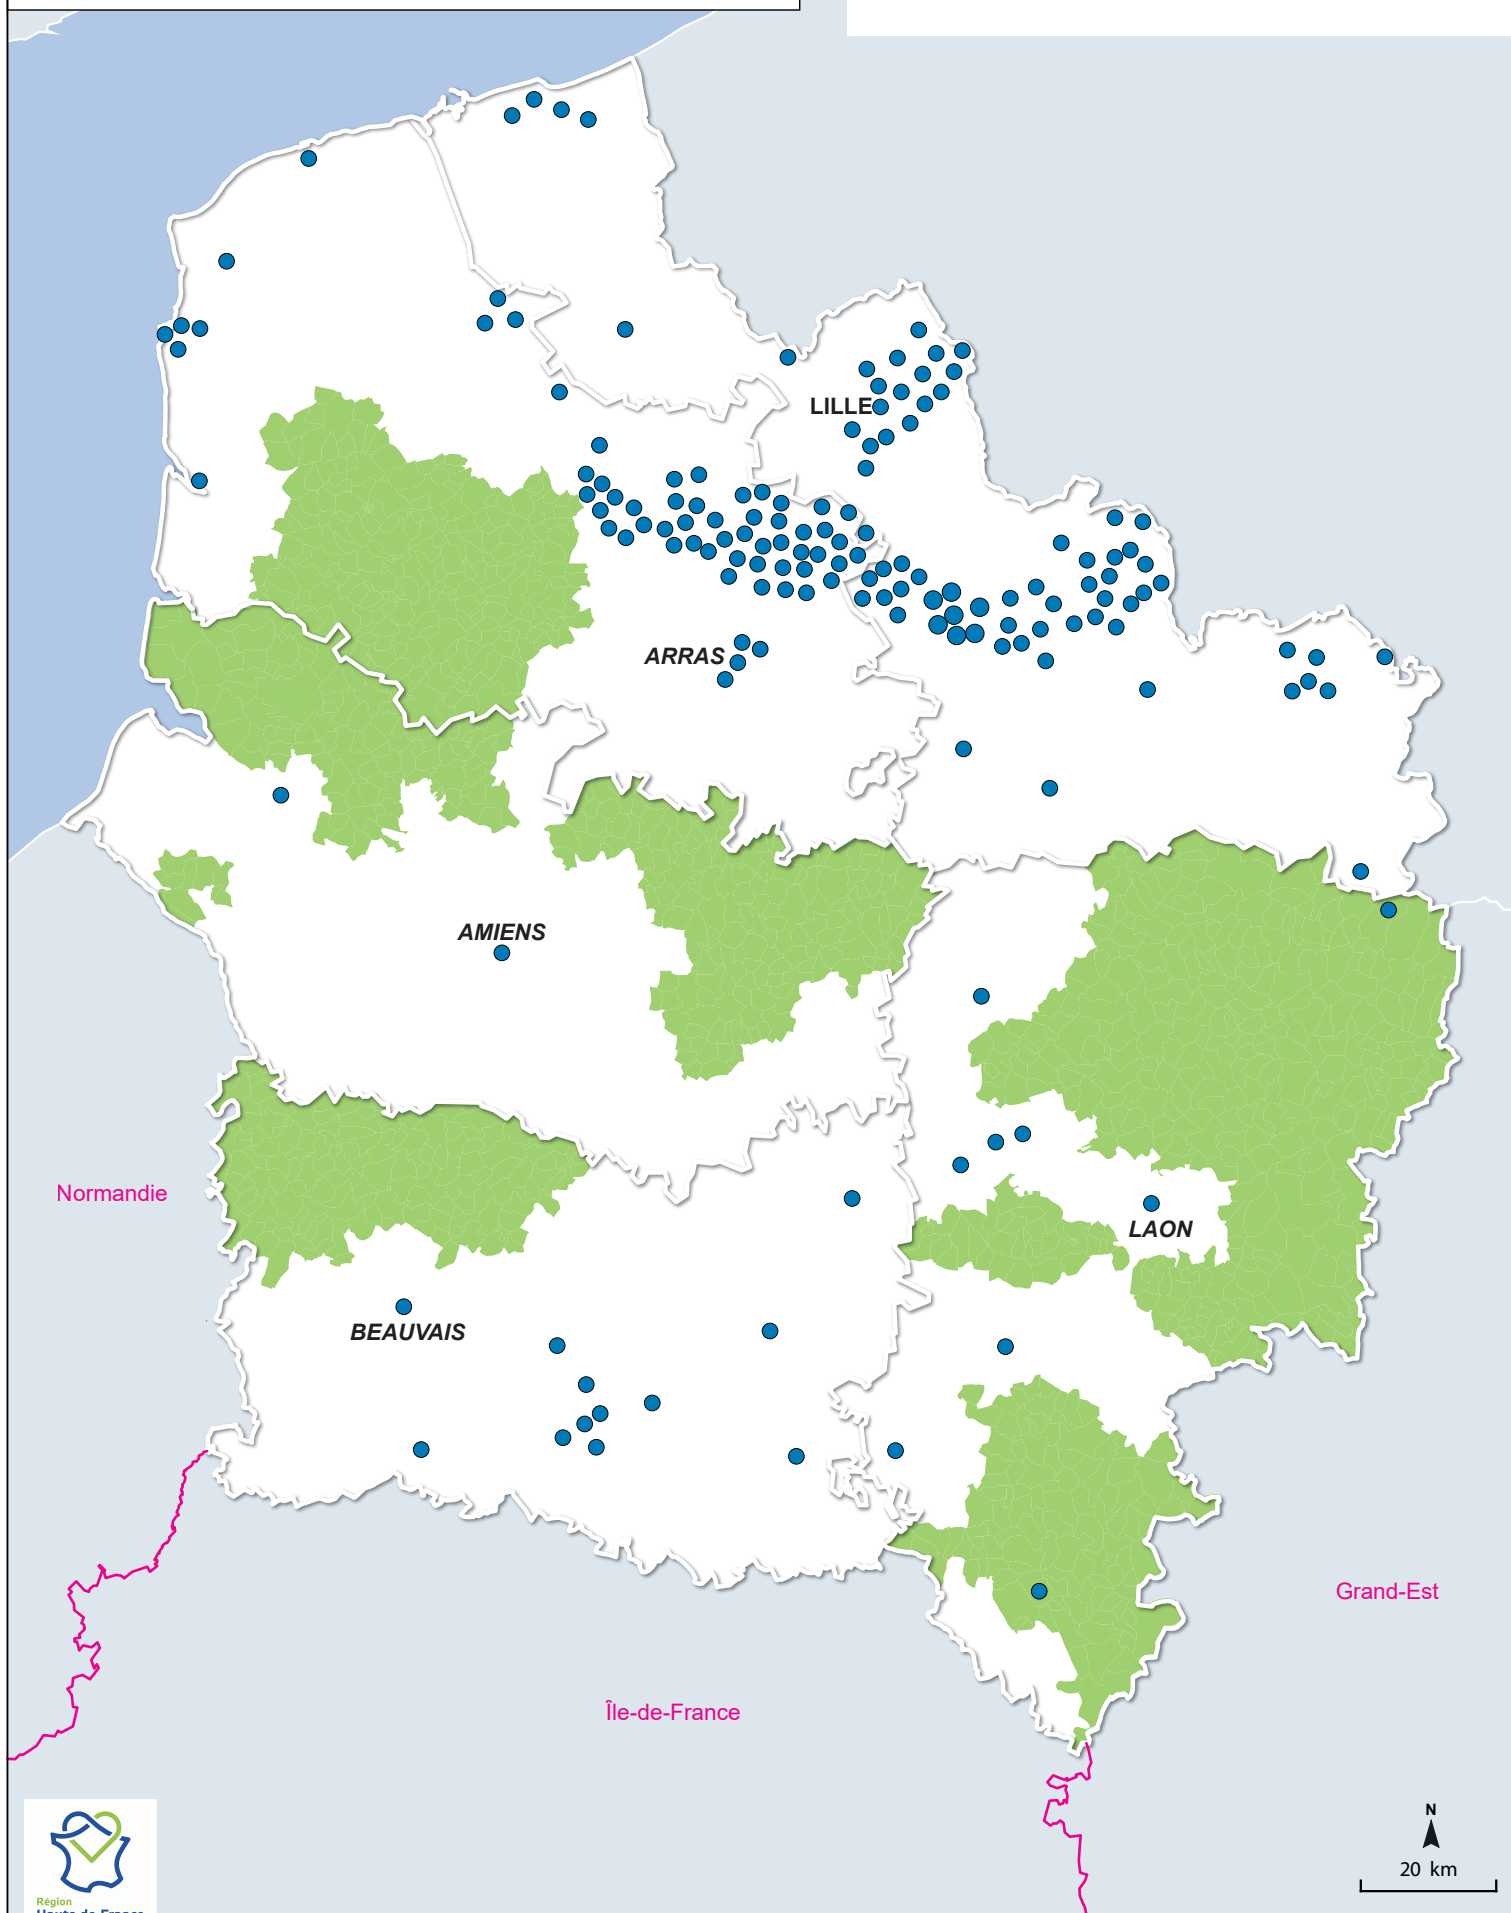 LILLE
ARRAS
AMIENS
Normandie
LAON
BEAUVAIS
Grand-Est
Île-de-France
N
20 km
Région